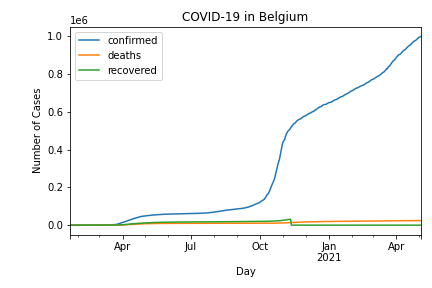 COVID-19 in Belgium
1e6
confirmed
deaths
recovered
1.0
0.8
0.6
0.4
0.2
0.0
Number of Cases
Apr
Jul
Oct
Jan
2021
Apr
Day